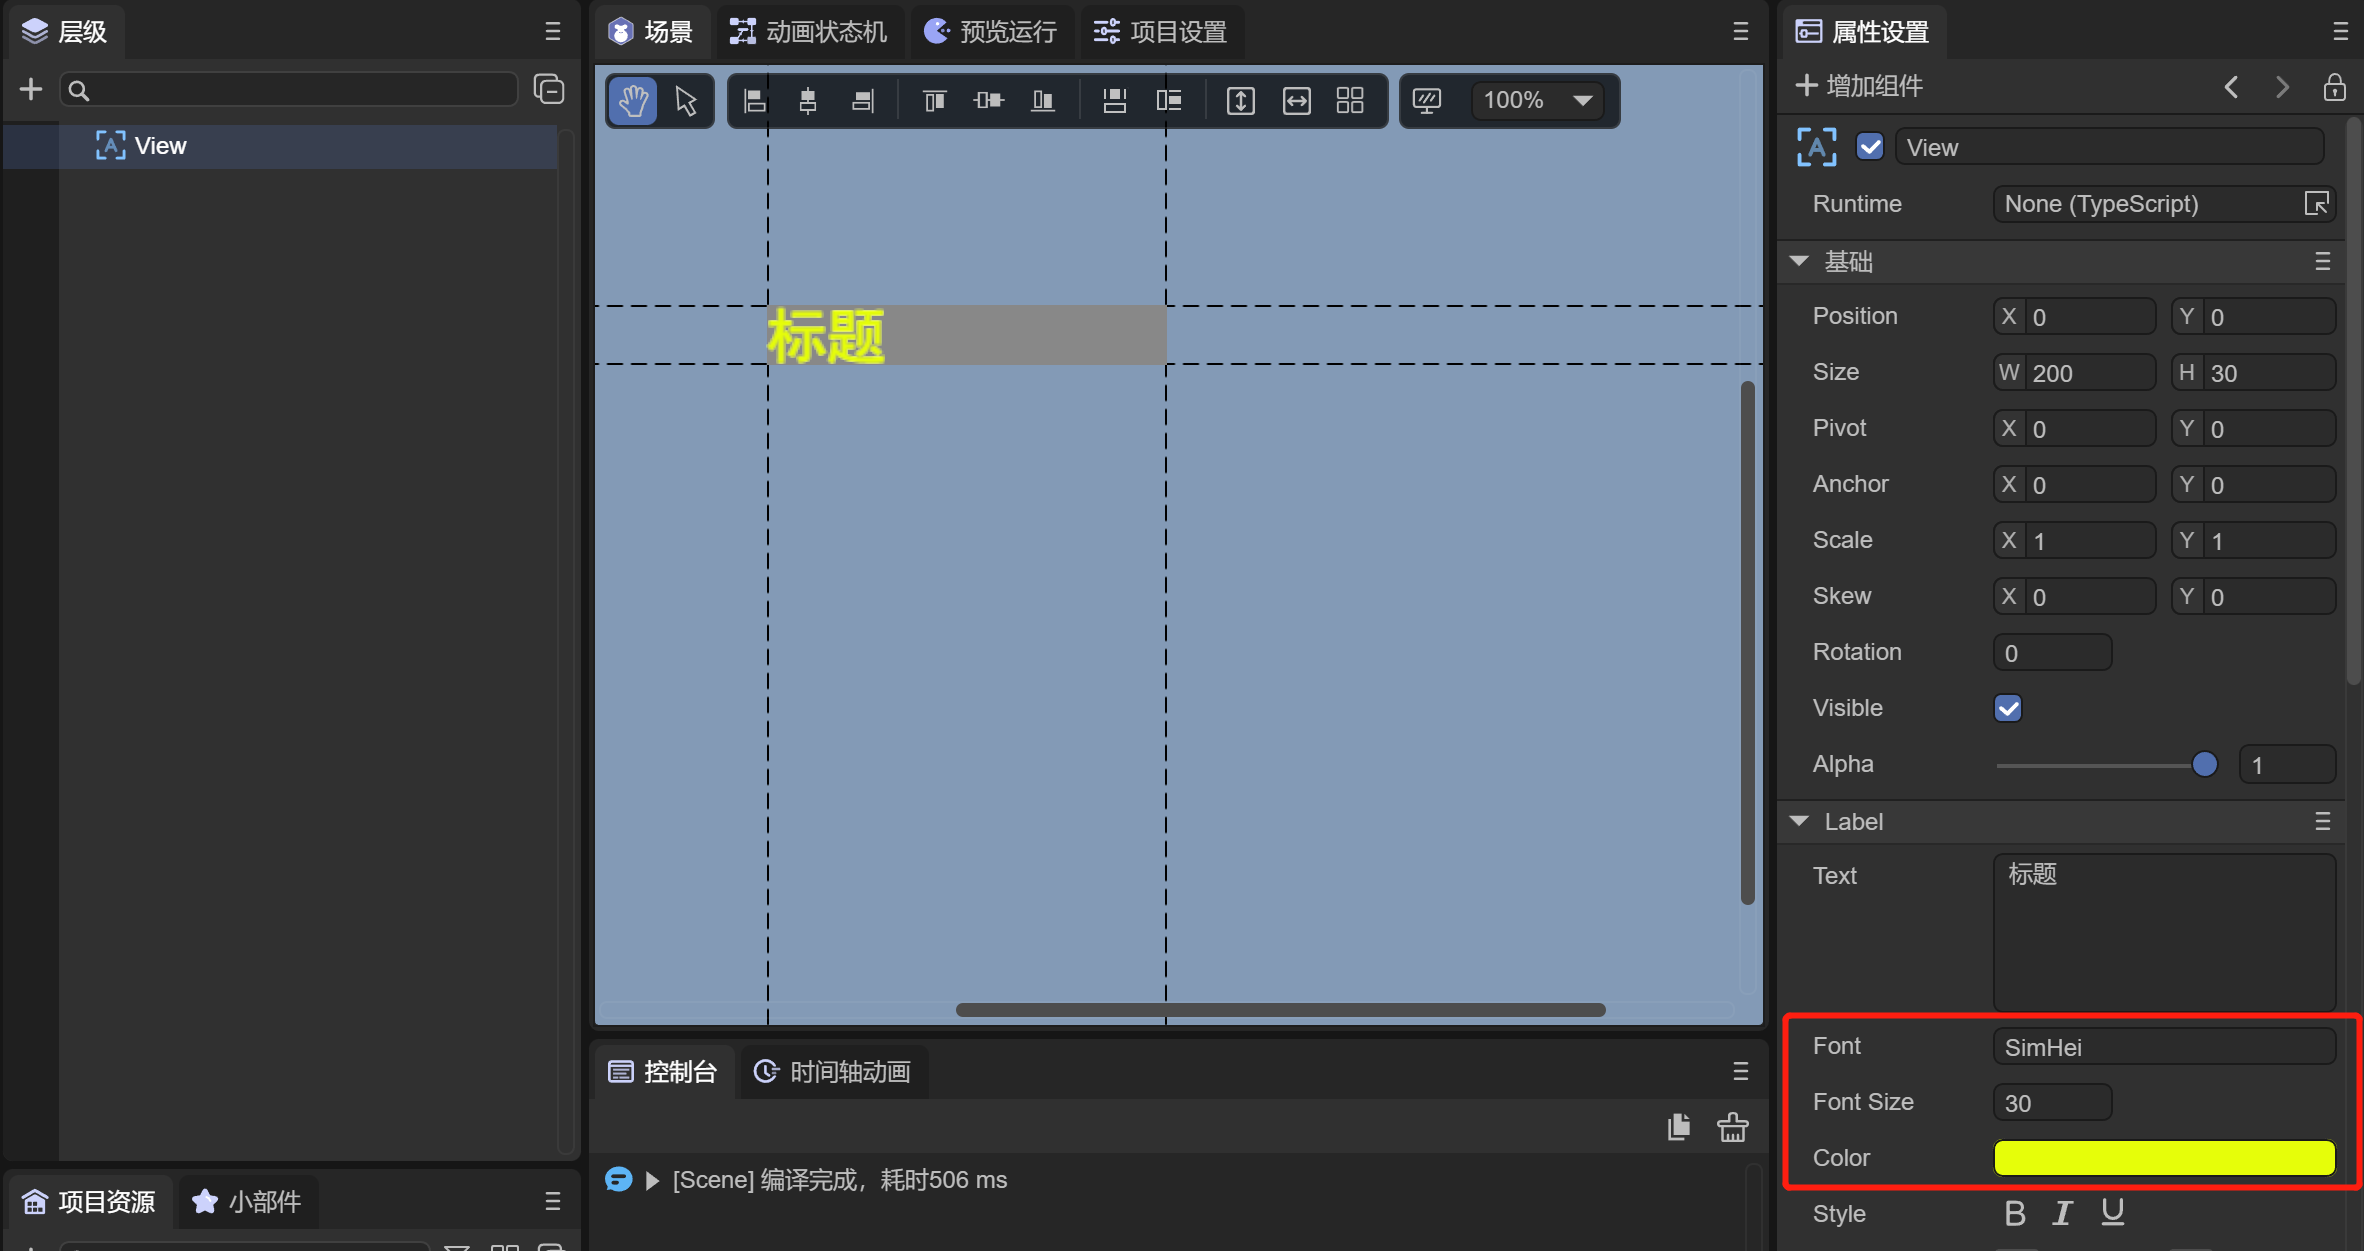 层级
View
场景
动画状态机
预览运行
项目设置
100%
标题
控制台
时间轴动画
[Scene] 编译完成，耗时506 ms
项目资源
小部件
属性设置
增加组件
View
Runtime None (TypeScript)
基础
Position X 0 Y 0
Size W 200 H 30
Pivot X 0 Y 0
Anchor X 0 Y 0
Scale X 1 Y 1
Skew X 0 Y 0
Rotation 0
Visible
Alpha 1
Label
Text 标题
Font SimHei
Font Size 30
Color
Style B I U